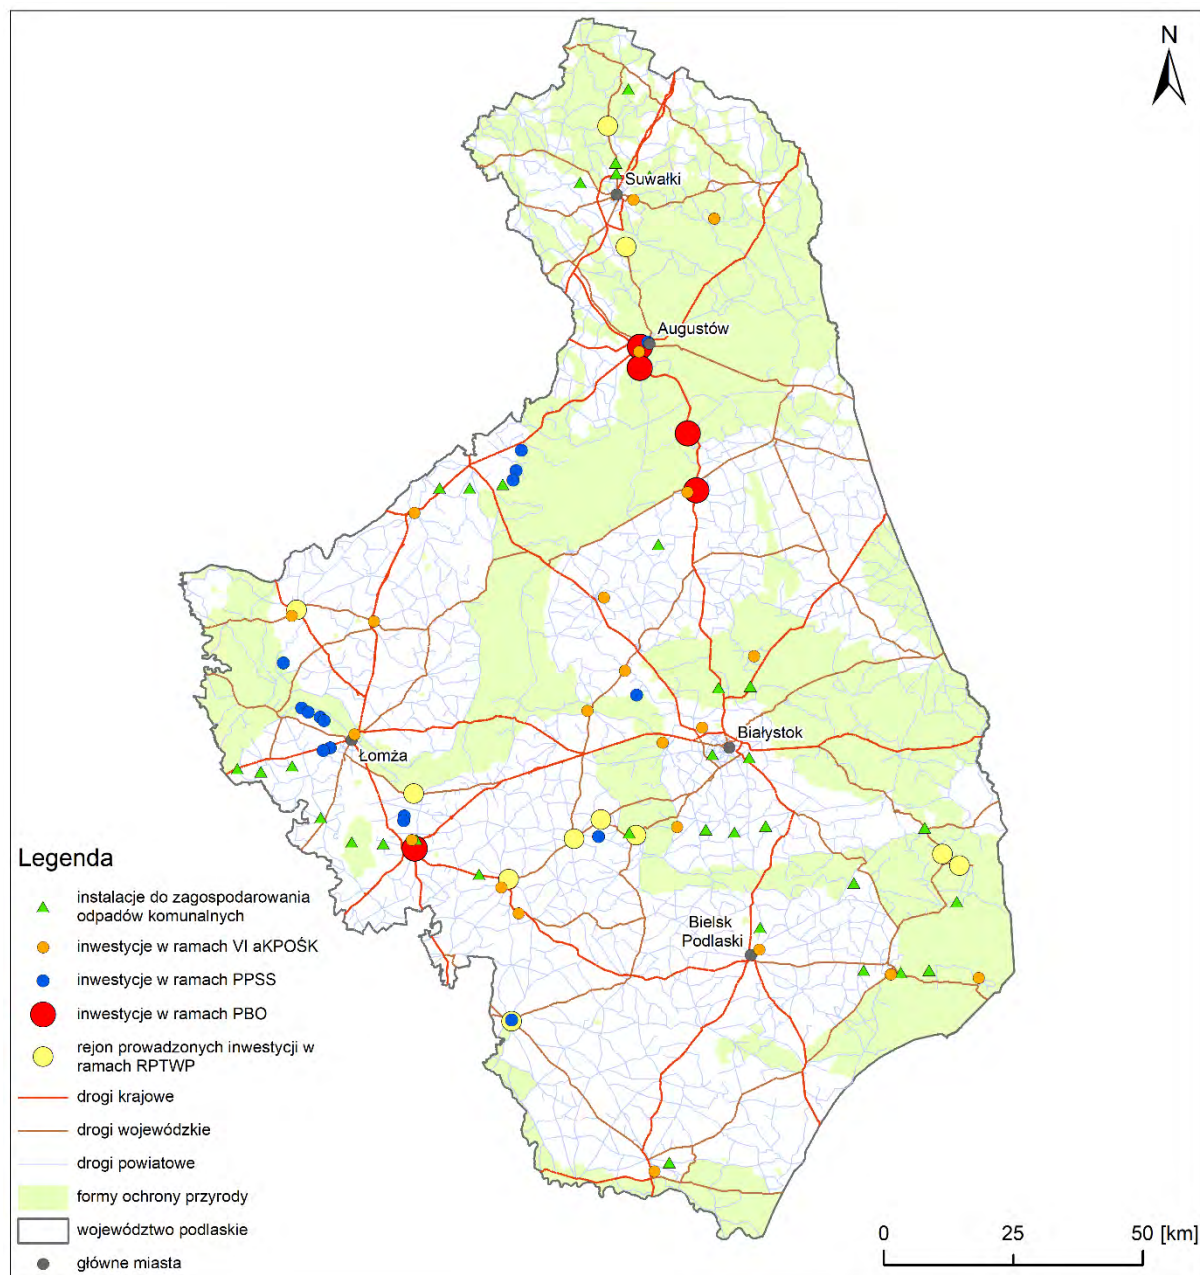 N
Suwałki
Augustów
Białystok
Łomża
Bielsk
Podlaski
Legenda
instalacje do zagospodarowania
odpadów komunalnych
inwestycje w ramach VI aKPOŚK
inwestycje w ramach PPSS
inwestycje w ramach PBO
rejon prowadzonych inwestycji w
ramach RPTWP
drogi krajowe
drogi wojewódzkie
drogi powiatowe
formy ochrony przyrody
województwo podlaskie
główne miasta
0 25 50 [km]